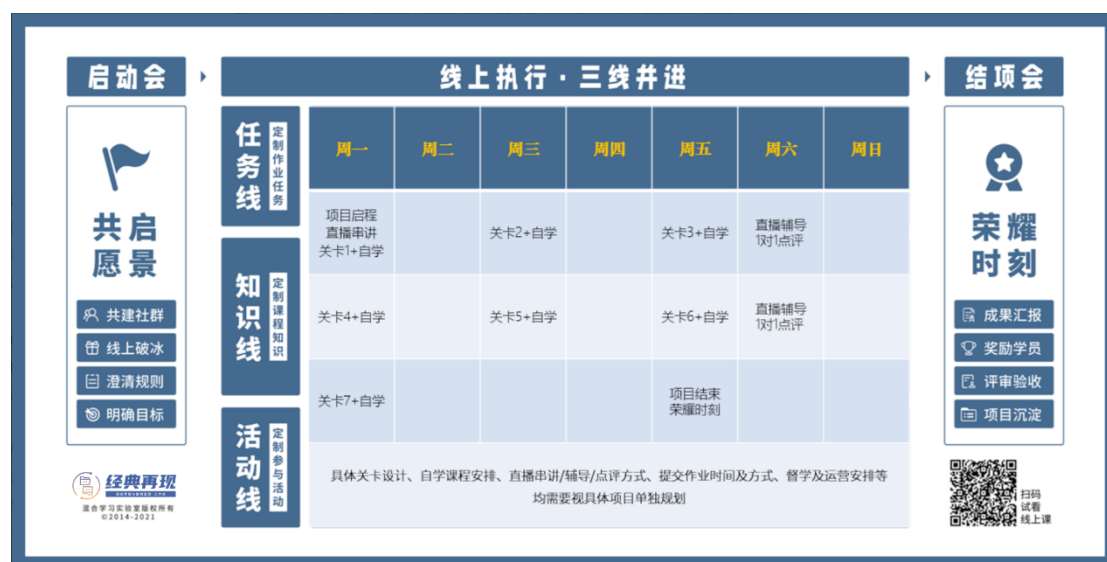 启动会
线上执行·三线并进
结项会
共启
愿景
共建社群
线上破冰
澄清规则
明确目标
任务线
定制作业任务
知识线
定制课程知识
活动线
定制参与活动
周一
周二
周三
周四
周五
周六
周日
项目启程
直播串讲
关卡1+自学
关卡2+自学
关卡3+自学
直播辅导
1对1点评
关卡4+自学
关卡5+自学
关卡6+自学
直播辅导
1对1点评
关卡7+自学
项目结束
荣耀时刻
具体关卡设计、自学课程安排、直播串讲/辅导/点评方式、提交作业时间及方式、督学及运营安排等
均需要视具体项目单独规划
荣耀
时刻
成果汇报
奖励学员
评审验收
项目沉淀
经典再现
混合学习实验室版权所有
©2014-2021
扫码
试看
线上课